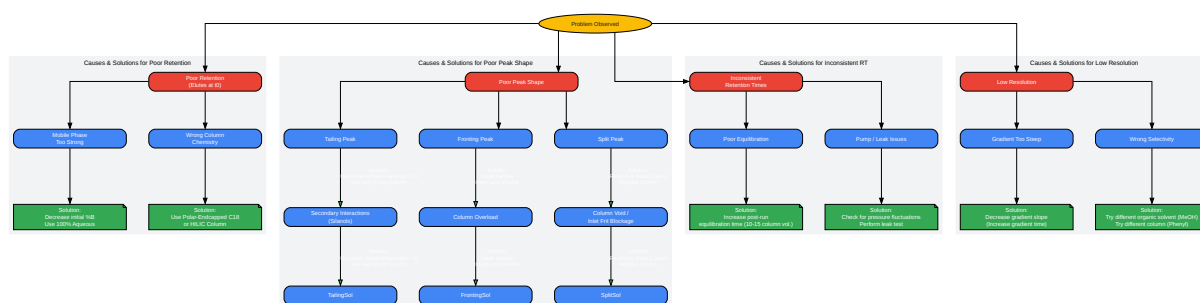 Problem Observed
Causes & Solutions for Poor Retention
Poor Retention
(Elutes at t0)
Mobile Phase
Too Strong
Wrong Column
Chemistry
Solution:
Decrease initial %B
Use 100% Aqueous
Solution:
Use Polar-Endcapped C18
or HILIC Column
Causes & Solutions for Poor Peak Shape
Poor Peak Shape
Tailing Peak
Fronting Peak
Split Peak
Secondary Interactions
(Silanols)
Column Overload
Column Void /
Inlet Frit Blockage
TailingSol
FrontingSol
SplitSol
Causes & Solutions for Inconsistent RT
Inconsistent
Retention Times
Poor Equilibration
Pump / Leak Issues
Solution:
Increase post-run
equilibration time (10-15 column vol.)
Solution:
Check for pressure fluctuations
Perform leak test
Causes & Solutions for Low Resolution
Low Resolution
Gradient Too Steep
Wrong Selectivity
Solution:
Decrease gradient slope
(Increase gradient time)
Solution:
Try different organic solvent (MeOH)
Try different column (Phenyl)